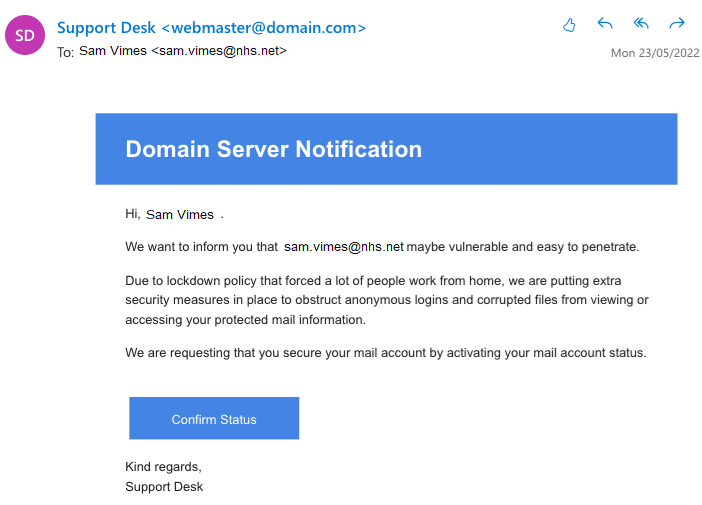 SD
Support Desk <webmaster@domain.com>
To: Sam Vimes <sam.vimes@nhs.net>
Mon 23/05/2022
Domain Server Notification
Hi, Sam Vimes .
We want to inform you that sam.vimes@nhs.net maybe vulnerable and easy to penetrate.
Due to lockdown policy that forced a lot of people work from home, we are putting extra
security measures in place to obstruct anonymous logins and corrupted files from viewing or
accessing your protected mail information.
We are requesting that you secure your mail account by activating your mail account status.
Confirm Status
Kind regards,
Support Desk